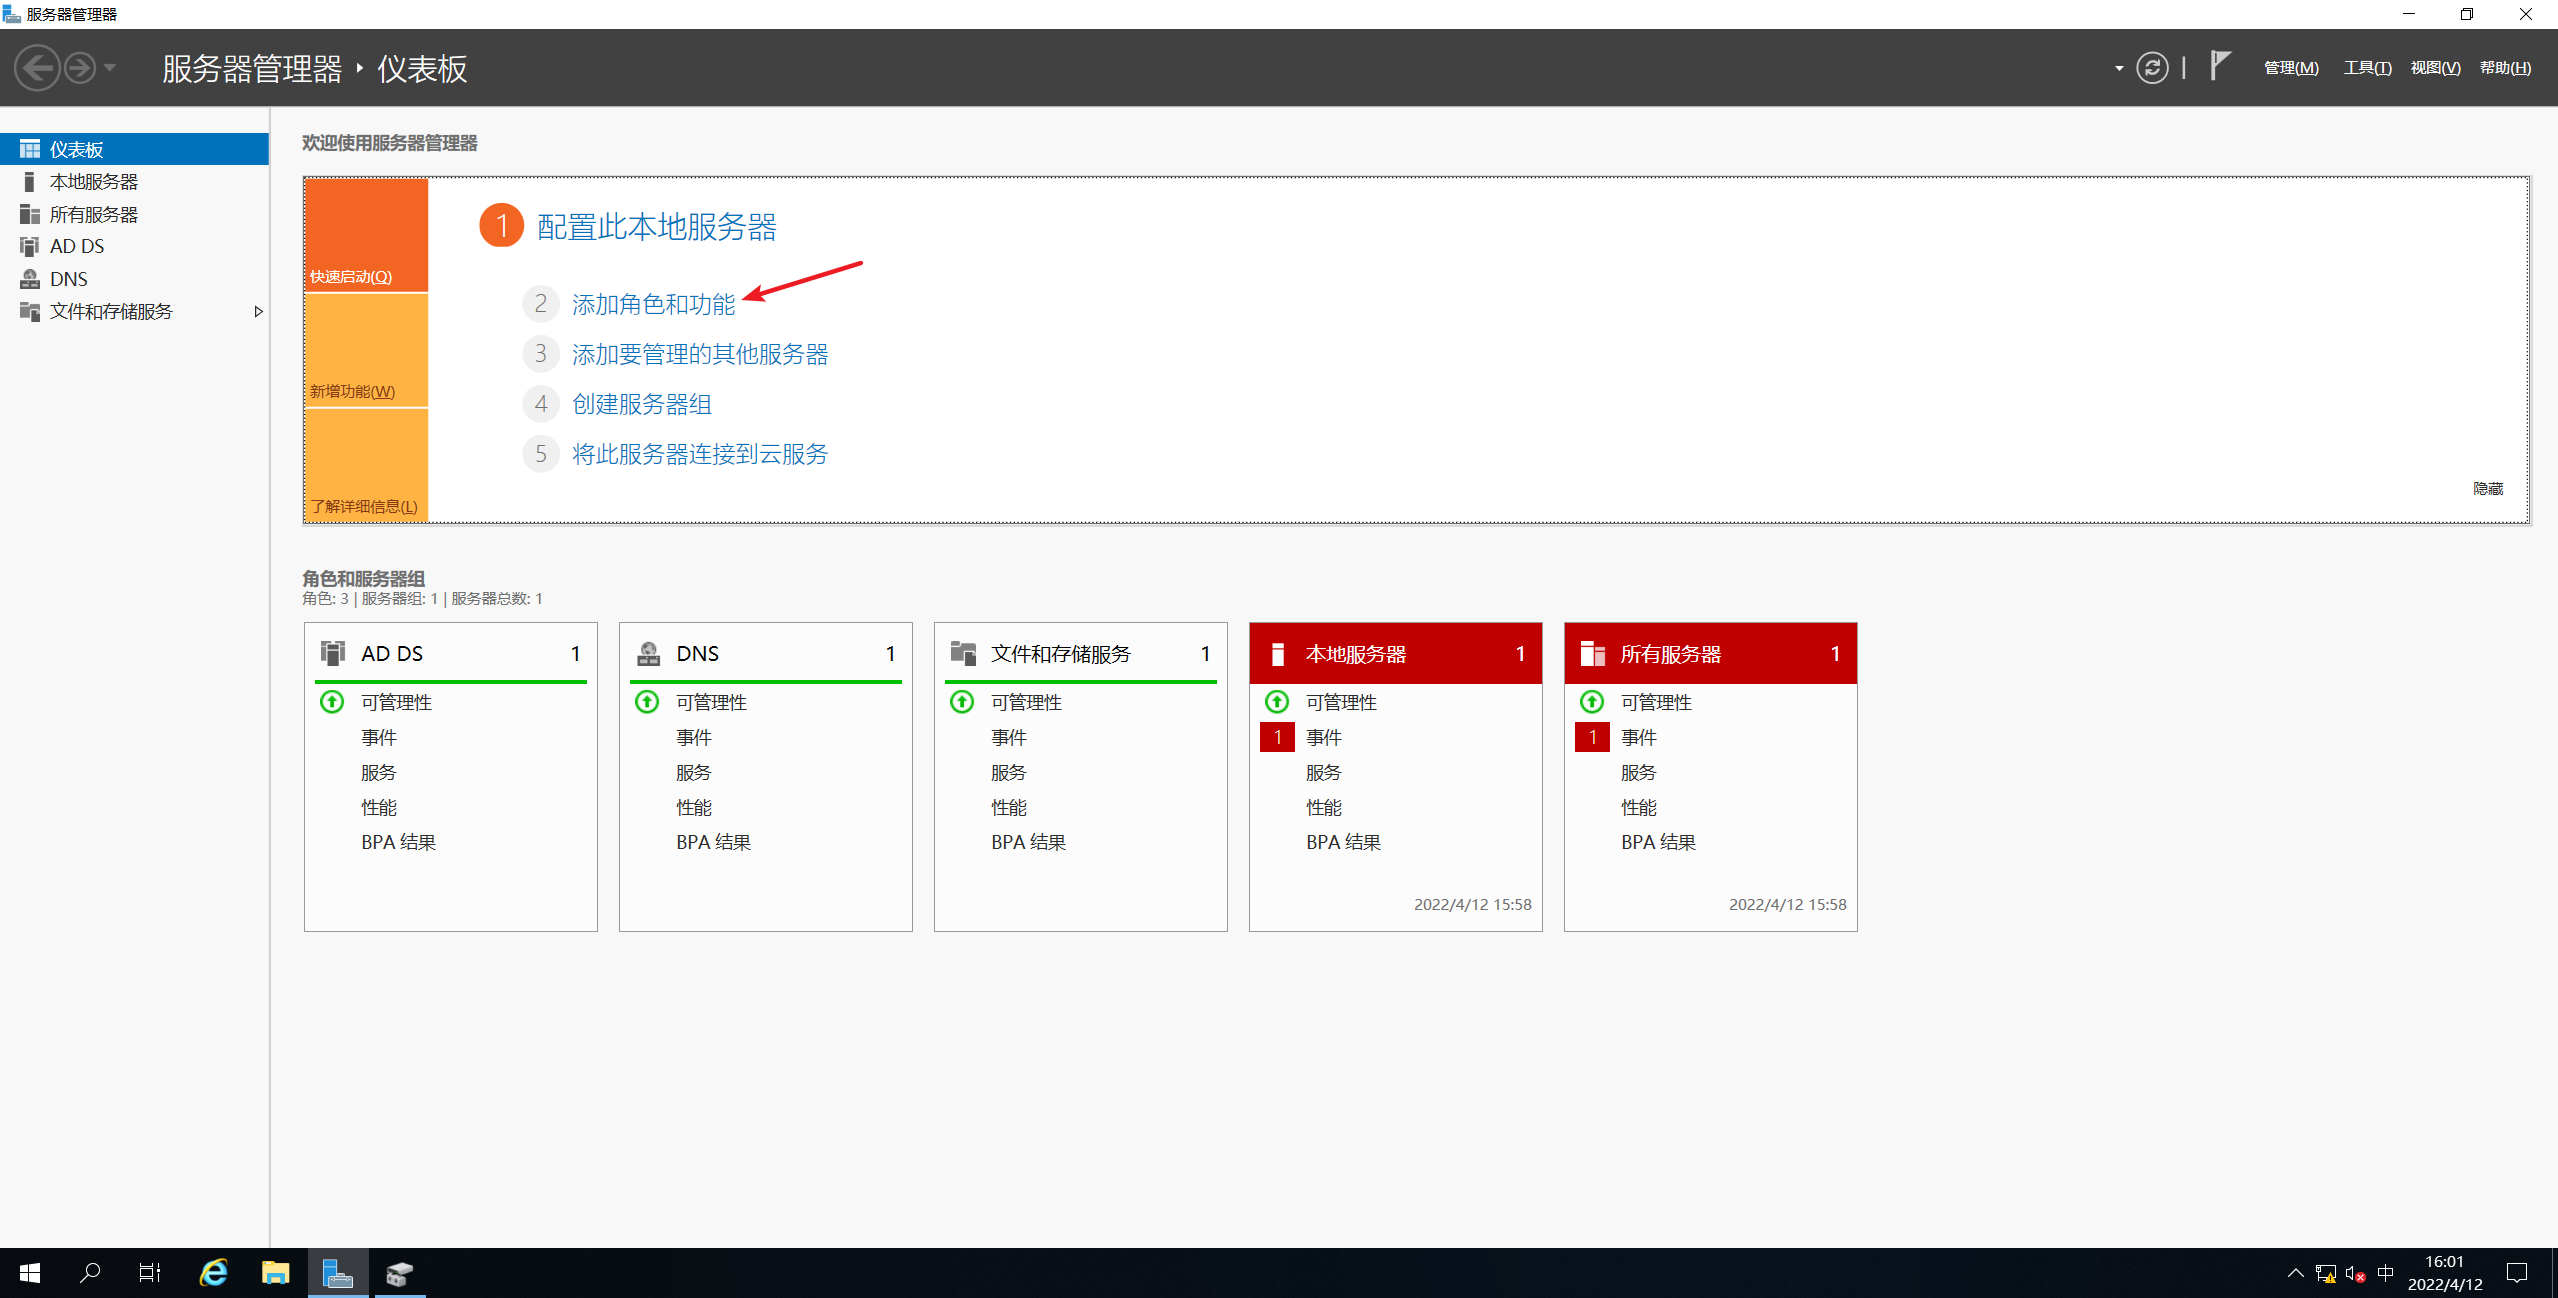 服务器管理器
服务器管理器 仪表板
管理(M) 工具(T) 视图(V) 帮助(H)
仪表板
本地服务器
所有服务器
AD DS
DNS
文件和存储服务
欢迎使用服务器管理器
快速启动(Q)
新增功能(W)
了解详细信息(L)
1 配置此本地服务器
2 添加角色和功能
3 添加要管理的其他服务器
4 创建服务器组
5 将此服务器连接到云服务
隐藏
角色和服务器组
角色: 3 | 服务器组: 1 | 服务器总数: 1
AD DS 1
可管理性
事件
服务
性能
BPA 结果
DNS 1
可管理性
事件
服务
性能
BPA 结果
文件和存储服务 1
可管理性
事件
服务
性能
BPA 结果
本地服务器 1
可管理性
1 事件
服务
性能
BPA 结果
2022/4/12 15:58
所有服务器 1
可管理性
1 事件
服务
性能
BPA 结果
2022/4/12 15:58
中
16:01
2022/4/12